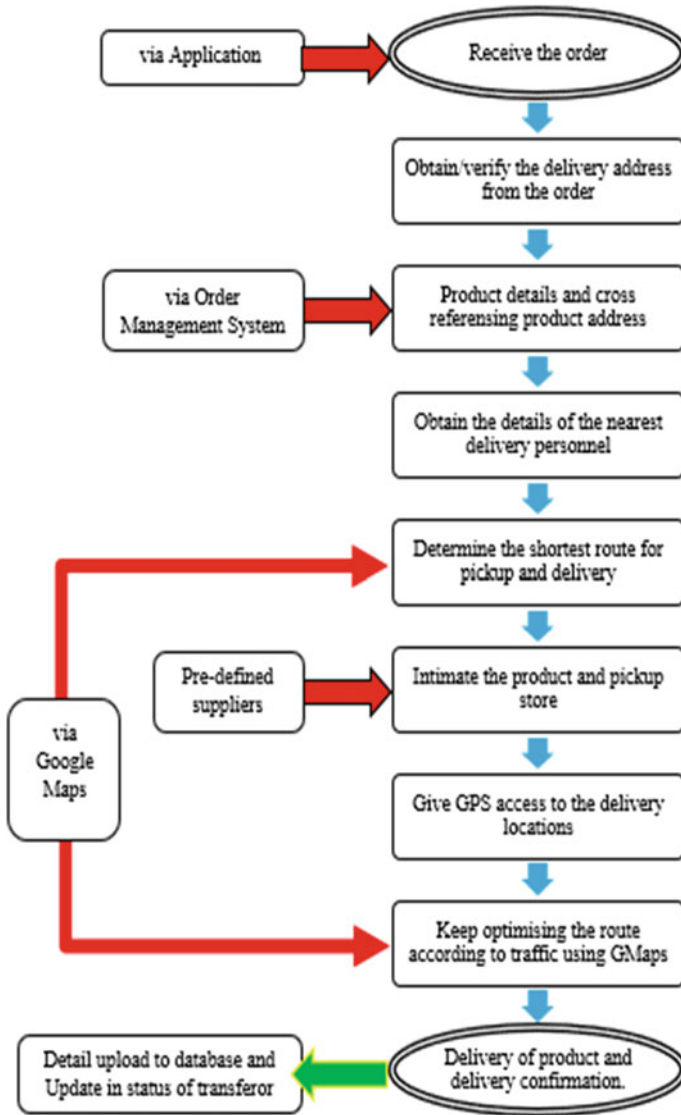 via Application
Receive the order
Obtain/verify the delivery address
from the order
via Order
Management System
Product details and cross
referensing product address
Obtain the details of the nearest
delivery personnel
Determine the shortest route for
pickup and delivery
Pre-defined
suppliers
Intimate the product and pickup
store
via
Google
Maps
Give GPS access to the delivery
locations
Keep optimising the route
according to traffic using GMaps
Detail upload to database and
Update in status of transferor
Delivery of product and
delivery confirmation.